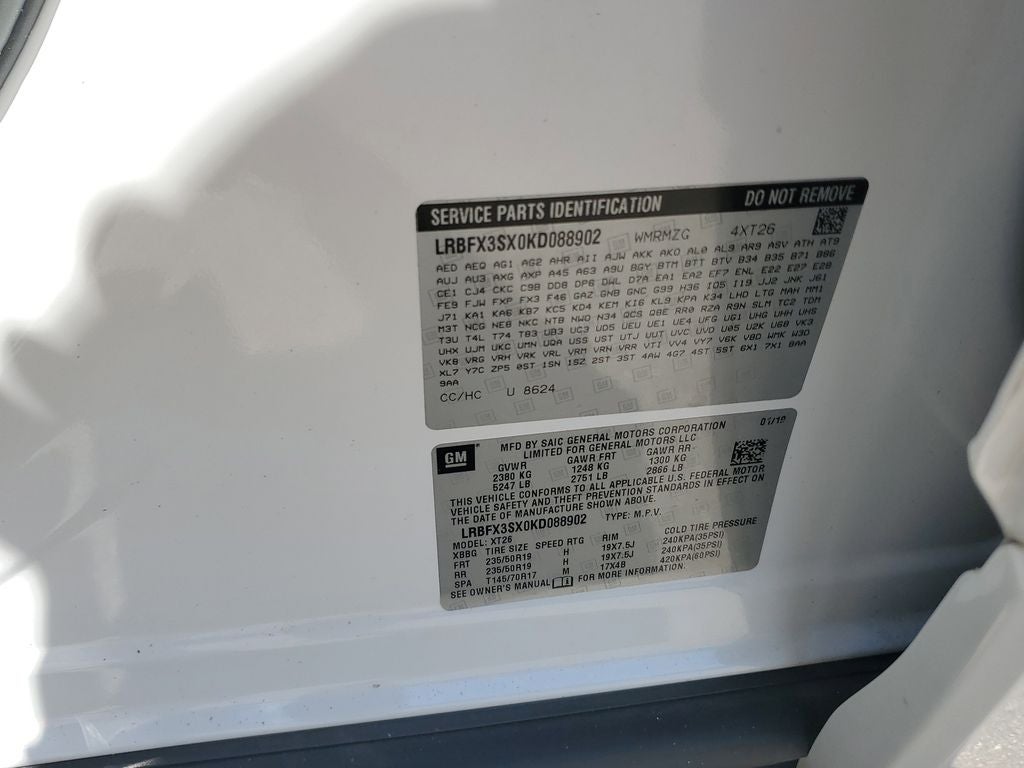 SERVICE PARTS IDENTIFICATION DO NOT REMOVE
LRBFX3SX0KD088902 WMRMZG 4XT26
AED AEQ AG1 AG2 AHR AII AJW AKK AKO AL0 AL9 AR9 ASV ATH AT9
AUJ AU3 AXG AXP A45 A63 A9U BGY BTM BTT BTV B34 B35 B71 B86
CE1 CJ4 CKC C9B DD8 DP6 DWL D7A EA1 EA2 EF7 ENL E22 E27 E28
FE9 FJW FXP FX3 F46 GAZ GNB GNC G99 H36 IO5 I19 JJ2 JNK J61
J71 KA1 KA6 KB7 KC5 KD4 KEM KI6 KL9 KPA K34 LHD LTG MAH MM1
M3T NCG NE8 NKC NTB NWQ N34 QCS Q8E RR0 RZA R9N SLM TC2 TDM
T3U T4L T74 T83 UB3 UC3 UD5 UEU UE1 UE4 UFG UG1 UHG UHH UHS
UHX UJM UKC UMN UQA USS UST UTJ UUT UVC UVD U05 U2K U68 VK3
VK8 VRG VRH VRK VRL VRM VRN VRR VTI VV4 VY7 V6K V8D WMK W3D
XL7 Y7C ZP5 0ST 1SN 1SZ 2ST 3ST 4AW 4G7 4ST 5ST 6X1 7X1 8AA
9AA
CC/HC U 8624
GM MFD BY SAIC GENERAL MOTORS CORPORATION 01/19
LIMITED FOR GENERAL MOTORS LLC
GVWR GAWR FRT GAWR RR
2380 KG 1248 KG 1300 KG
5247 LB 2751 LB 2866 LB
THIS VEHICLE CONFORMS TO ALL APPLICABLE U.S. FEDERAL MOTOR
VEHICLE SAFETY AND THEFT PREVENTION STANDARDS IN EFFECT ON
THE DATE OF MANUFACTURE SHOWN ABOVE.
LRBFX3SX0KD088902 TYPE: M.P.V.
MODEL: XT26
XBBG TIRE SIZE SPEED RTG RIM COLD TIRE PRESSURE
FRT 235/50R19 H 19X7.5J 240KPA(35PSI)
RR 235/50R19 H 19X7.5J 240KPA(35PSI)
SPA T145/70R17 M 17X4B 420KPA(60PSI)
SEE OWNER'S MANUAL FOR MORE INFORMATION.